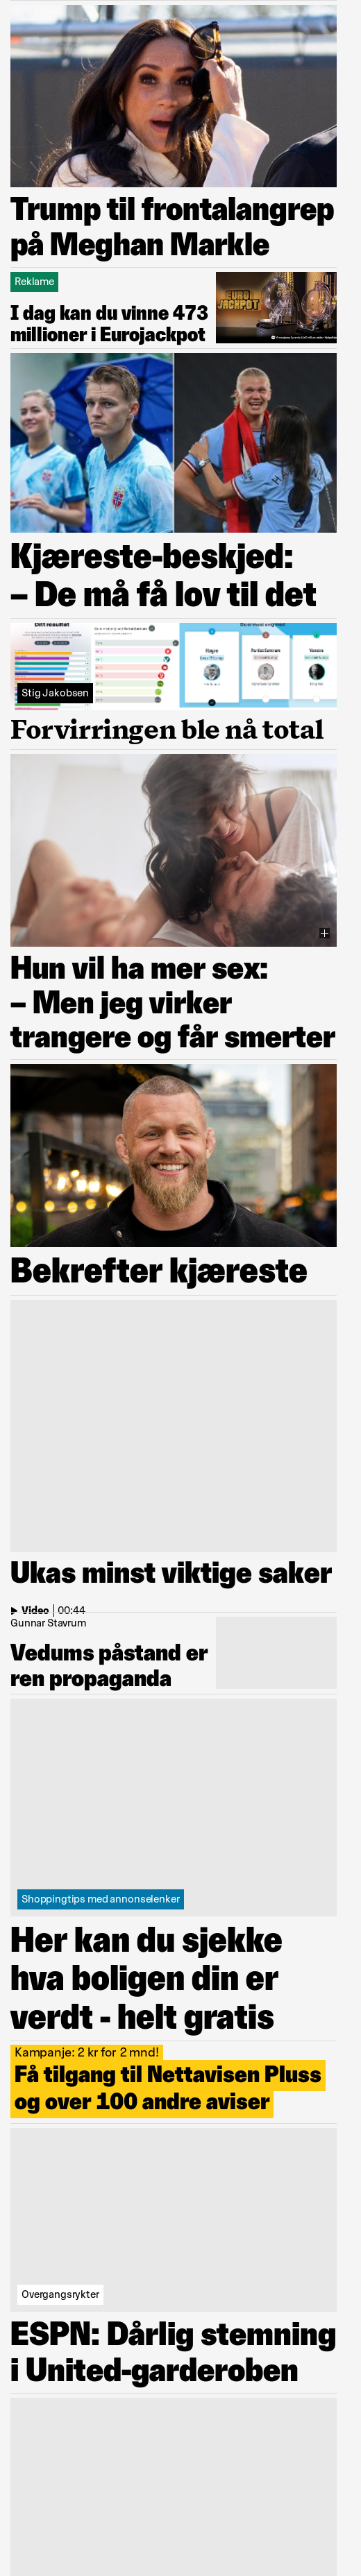 Trump til frontalangrep
på Meghan Markle
Reklame
I dag kan du vinne 473
millioner i Eurojackpot
EURO
JACKPOT
Kjæreste-beskjed:
– De må få lov til det
Ditt resultat
Høyre
Venstre
Stig Jakobsen
Forvirringen ble nå total
Hun vil ha mer sex:
– Men jeg virker
trangere og får smerter
Bekrefter kjæreste
Ukas minst viktige saker
Video | 00:44
Gunnar Stavrum
Vedums påstand er
ren propaganda
Shoppingtips med annonselenker
Her kan du sjekke
hva boligen din er
verdt - helt gratis
Kampanje: 2 kr for 2 mnd!
Få tilgang til Nettavisen Pluss
og over 100 andre aviser
Overgangsrykter
ESPN: Dårlig stemning
i United-garderoben